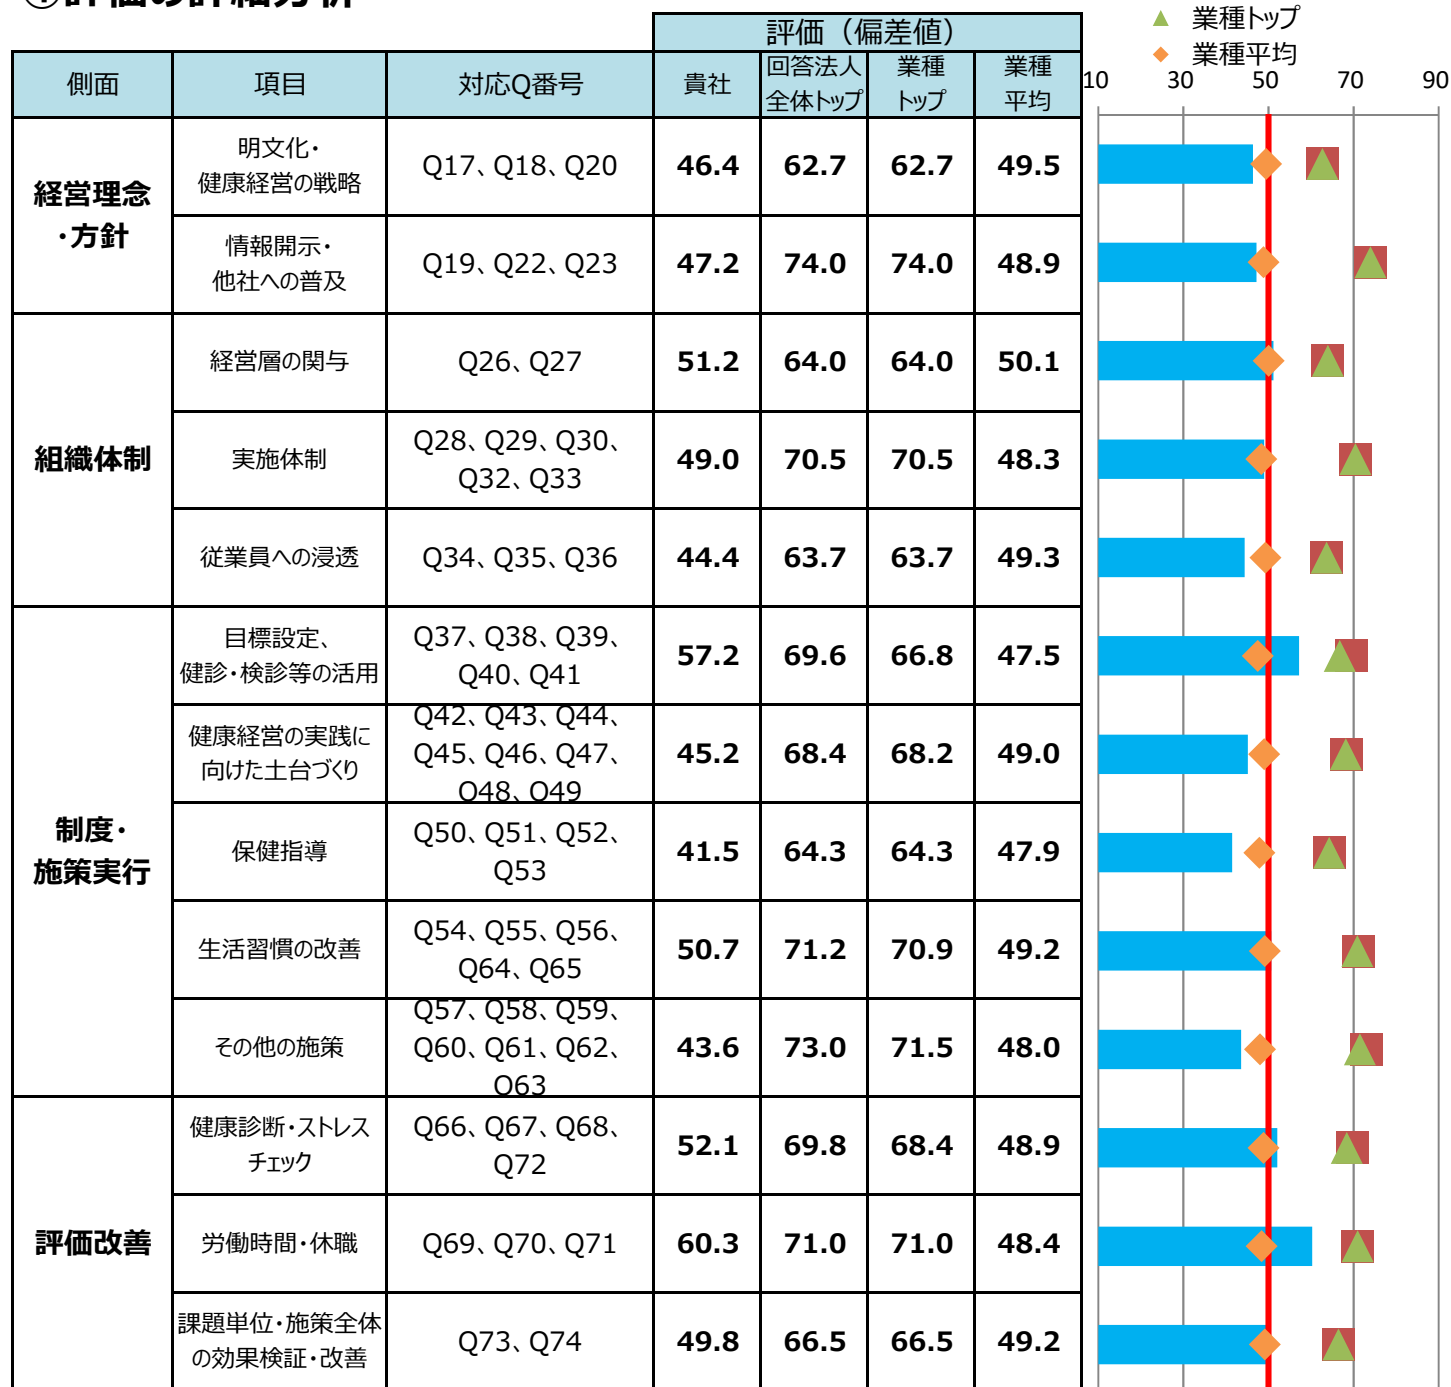 ①評価の詳細分析
▲ 業種トップ
◆ 業種平均
評価（偏差値）
側面 項目 対応Q番号 貴社 回答法人 業種 業種
全体トップ トップ 平均
10 30 50 70 90
経営理念
・方針
明文化・
健康経営の戦略
Q17、Q18、Q20 46.4 62.7 62.7 49.5
情報開示・
他社への普及
Q19、Q22、Q23 47.2 74.0 74.0 48.9
組織体制
経営層の関与 Q26、Q27 51.2 64.0 64.0 50.1
実施体制
Q28、Q29、Q30、
Q32、Q33
49.0 70.5 70.5 48.3
従業員への浸透 Q34、Q35、Q36 44.4 63.7 63.7 49.3
制度・
施策実行
目標設定、
健診・検診等の活用
Q37、Q38、Q39、
Q40、Q41
57.2 69.6 66.8 47.5
健康経営の実践に
向けた土台づくり
Q42、Q43、Q44、
Q45、Q46、Q47、
Q48、Q49
45.2 68.4 68.2 49.0
保健指導
Q50、Q51、Q52、
Q53
41.5 64.3 64.3 47.9
生活習慣の改善
Q54、Q55、Q56、
Q64、Q65
50.7 71.2 70.9 49.2
その他の施策
Q57、Q58、Q59、
Q60、Q61、Q62、
Q63
43.6 73.0 71.5 48.0
評価改善
健康診断・ストレス
チェック
Q66、Q67、Q68、
Q72
52.1 69.8 68.4 48.9
労働時間・休職 Q69、Q70、Q71 60.3 71.0 71.0 48.4
課題単位・施策全体
の効果検証・改善
Q73、Q74 49.8 66.5 66.5 49.2